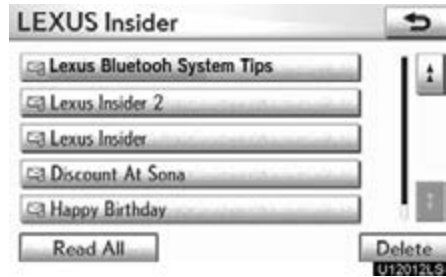 LEXUS Insider
Lexus Bluetooh System Tips
Lexus Insider 2
Lexus Insider
Discount At Sona
Happy Birthday
Read All
Delete
U12012LS